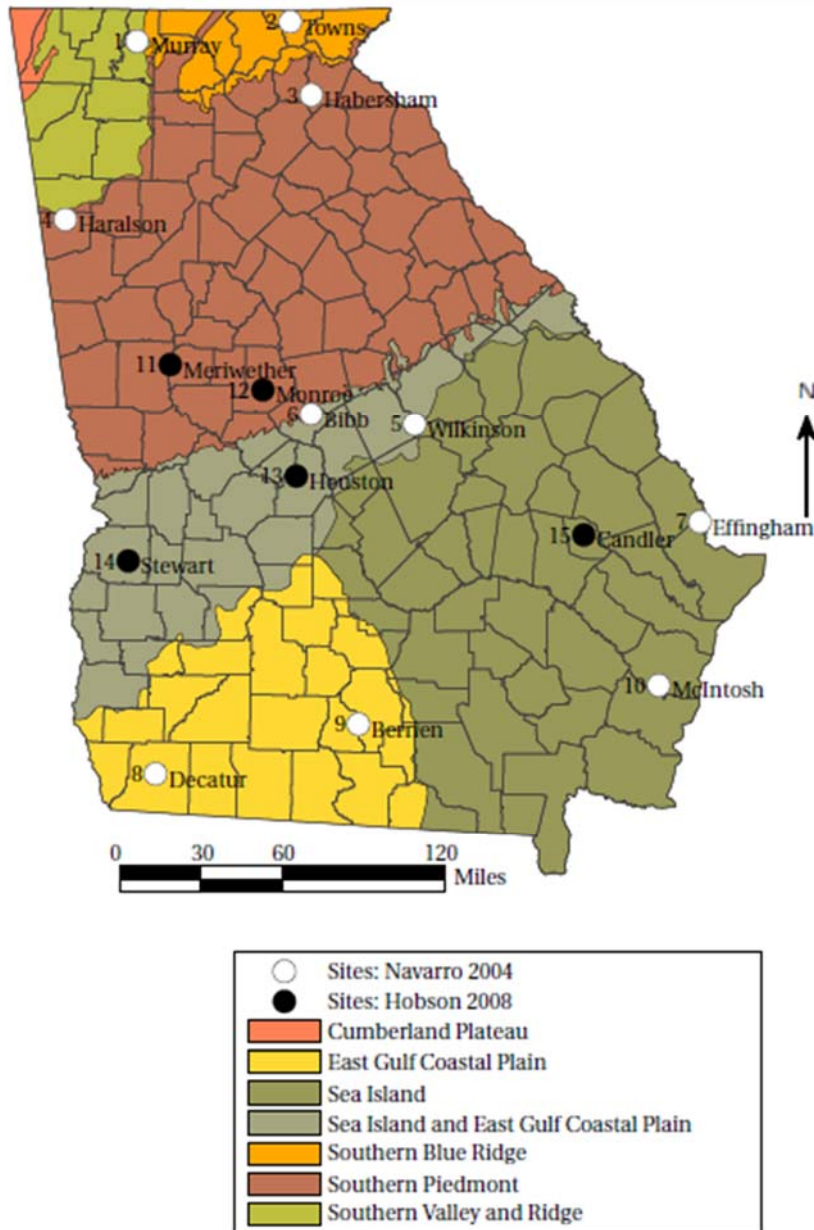 2 Towns
1 Murray
3 Habersham
4 Haralson
11 Meriwether
12 Monroe
6 Bibb
5 Wilkinson
N
13 Houston
7 Effingham
15 Candler
14 Stewart
10 McIntosh
9 Berrien
8 Decatur
0 30 60 120
Miles
Sites: Navarro 2004
Sites: Hobson 2008
Cumberland Plateau
East Gulf Coastal Plain
Sea Island
Sea Island and East Gulf Coastal Plain
Southern Blue Ridge
Southern Piedmont
Southern Valley and Ridge